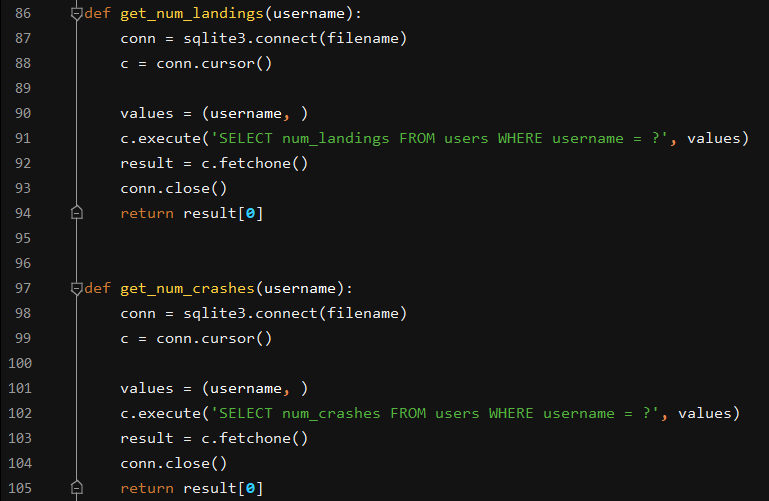 86 def get_num_landings(username):
87     conn = sqlite3.connect(filename)
88     c = conn.cursor()
89
90     values = (username, )
91     c.execute('SELECT num_landings FROM users WHERE username = ?', values)
92     result = c.fetchone()
93     conn.close()
94     return result[0]
95
96
97 def get_num_crashes(username):
98     conn = sqlite3.connect(filename)
99     c = conn.cursor()
100
101     values = (username, )
102     c.execute('SELECT num_crashes FROM users WHERE username = ?', values)
103     result = c.fetchone()
104     conn.close()
105     return result[0]